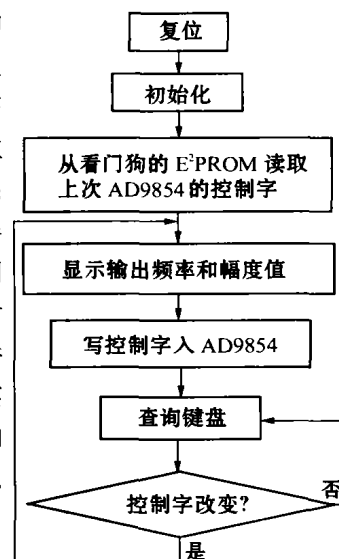 复位
初始化
从看门狗的 E²PROM 读取
上次 AD9854 的控制字
显示输出频率和幅度值
写控制字入 AD9854
查询键盘
控制字改变?
否
是